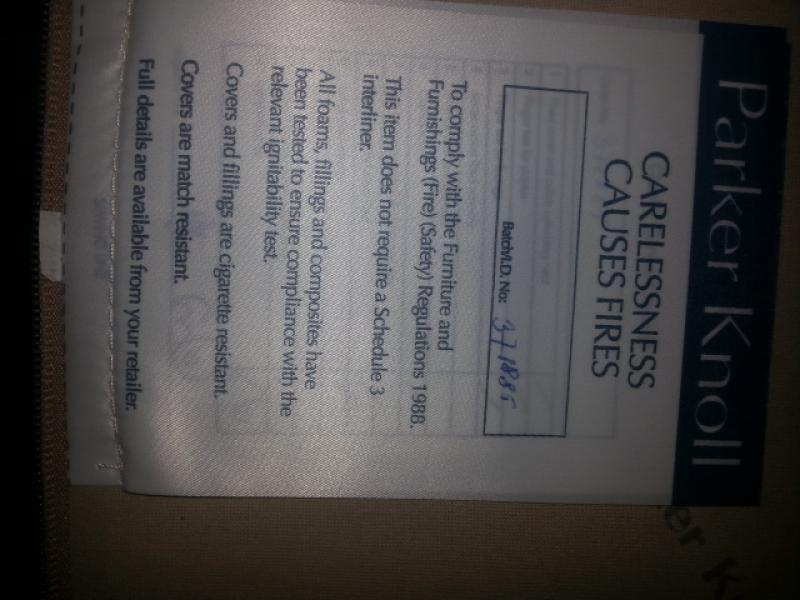 Parker Knoll
CARELESSNESS
CAUSES FIRES
Batch/I.D. No: 371885
To comply with the Furniture and
Furnishings (Fire) (Safety) Regulations 1988.
This item does not require a Schedule 3
interliner.
All foams, fillings and composites have
been tested to ensure compliance with the
relevant ignitability test.
Covers and fillings are cigarette resistant.
Covers are match resistant.
Full details are available from your retailer.
er Kn